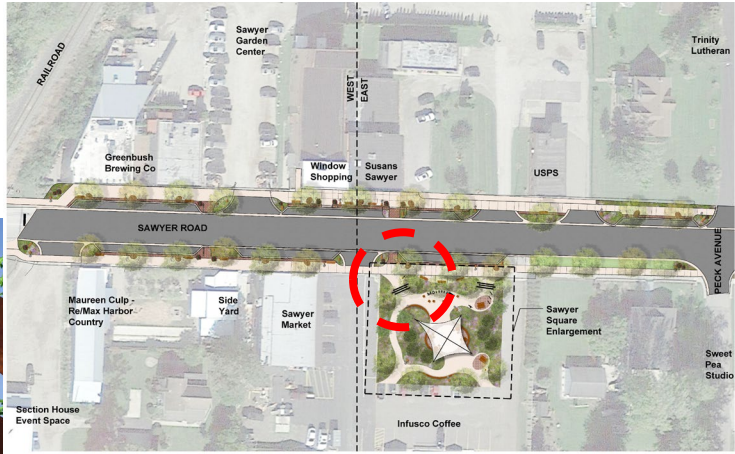 Sawyer
Garden
Center
Trinity
Lutheran
RAILROAD
WEST
EAST
Greenbush
Brewing Co
Window
Shopping
Susans
Sawyer
USPS
SAWYER ROAD
PECK AVENUE
Maureen Culp -
Re/Max Harbor
Country
Side
Yard
Sawyer
Market
Sawyer
Square
Enlargement
Sweet
Pea
Studio
Section House
Event Space
Infusco Coffee